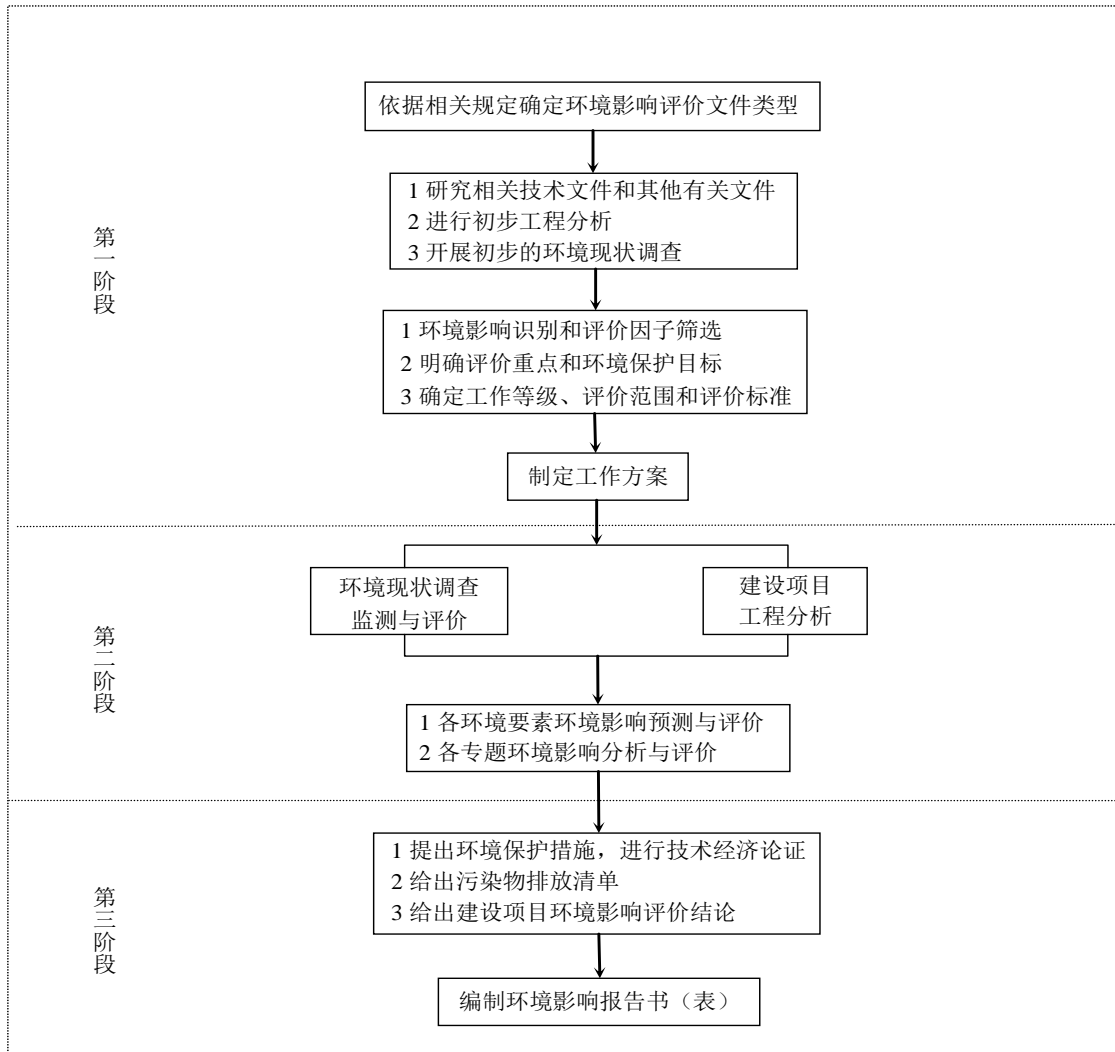 依据相关规定确定环境影响评价文件类型
1 研究相关技术文件和其他有关文件
2 进行初步工程分析
3 开展初步的环境现状调查
第一阶段
1 环境影响识别和评价因子筛选
2 明确评价重点和环境保护目标
3 确定工作等级、评价范围和评价标准
制定工作方案
环境现状调查
监测与评价
建设项目
工程分析
第二阶段
1 各环境要素环境影响预测与评价
2 各专题环境影响分析与评价
1 提出环境保护措施，进行技术经济论证
2 给出污染物排放清单
3 给出建设项目环境影响评价结论
第三阶段
编制环境影响报告书（表）